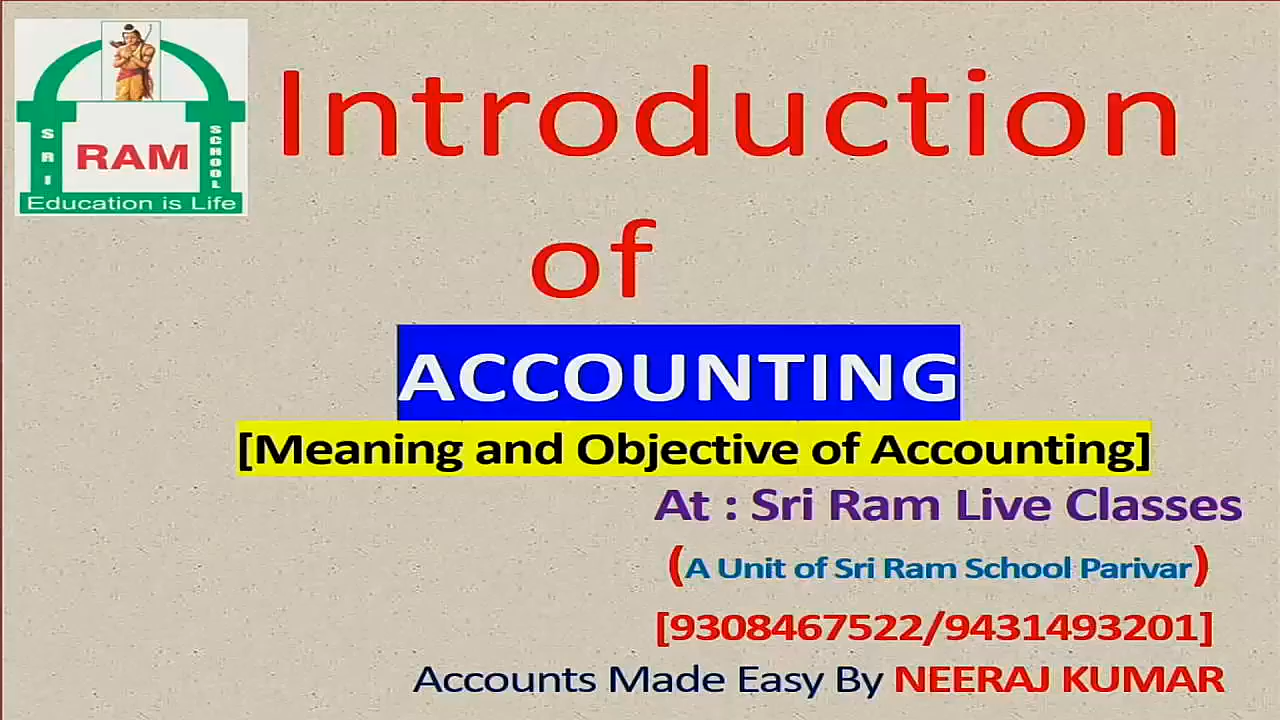 SRI
RAM
SCHOOL
Education is Life
Introduction
of
ACCOUNTING
[Meaning and Objective of Accounting]
At : Sri Ram Live Classes
(A Unit of Sri Ram School Parivar)
[9308467522/9431493201]
Accounts Made Easy By NEERAJ KUMAR